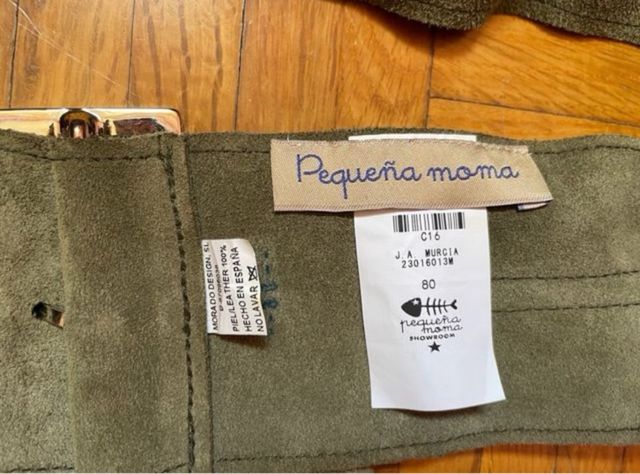 Pequeña moma
C16
J.A. MURCIA
23016013M
80
pequeña
moma
SHOWROOM
MORADO DESIGN, SL
PIEL/LEATHER 100%
HECHO EN ESPAÑA
NO LAVAR